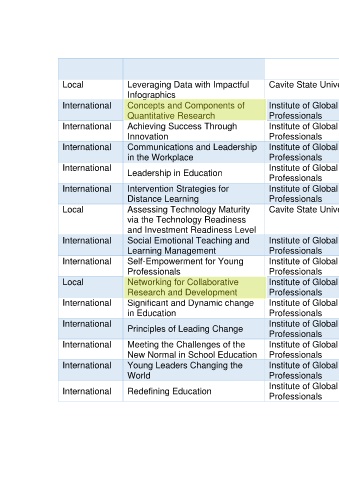 Local Leveraging Data with Impactful Cavite State Unive
Infographics
International Concepts and Components of Institute of Global
Quantitative Research Professionals
International Achieving Success Through Institute of Global
Innovation Professionals
International Communications and Leadership Institute of Global
in the Workplace Professionals
International Leadership in Education Institute of Global
Professionals
International Intervention Strategies for Institute of Global
Distance Learning Professionals
Local Assessing Technology Maturity Cavite State Unive
via the Technology Readiness
and Investment Readiness Level
International Social Emotional Teaching and Institute of Global
Learning Management Professionals
International Self-Empowerment for Young Institute of Global
Professionals Professionals
Local Networking for Collaborative Institute of Global
Research and Development Professionals
International Significant and Dynamic change Institute of Global
in Education Professionals
International Principles of Leading Change Institute of Global
Professionals
International Meeting the Challenges of the Institute of Global
New Normal in School Education Professionals
International Young Leaders Changing the Institute of Global
World Professionals
International Redefining Education Institute of Global
Professionals